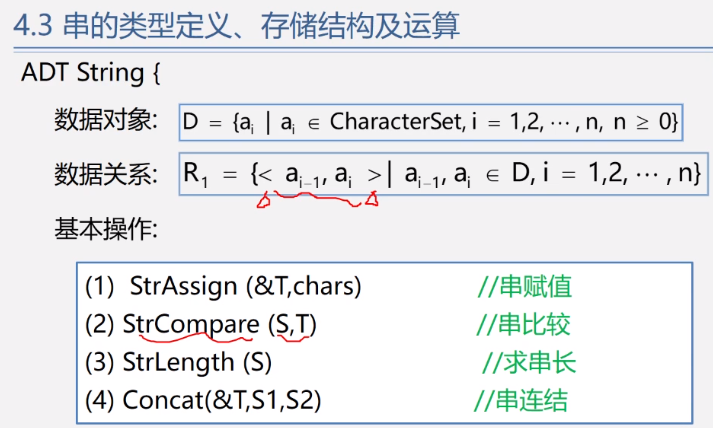 4.3 串的类型定义、存储结构及运算
ADT String {
数据对象: D = {aᵢ | aᵢ ∈ CharacterSet, i = 1,2, ⋯ , n, n ≥ 0}
数据关系: R₁ = {< aᵢ₋₁, aᵢ >| aᵢ₋₁, aᵢ ∈ D, i = 1,2, ⋯ , n}
基本操作:
(1) StrAssign (&T,chars) //串赋值
(2) StrCompare (S,T) //串比较
(3) StrLength (S) //求串长
(4) Concat(&T,S1,S2) //串连结